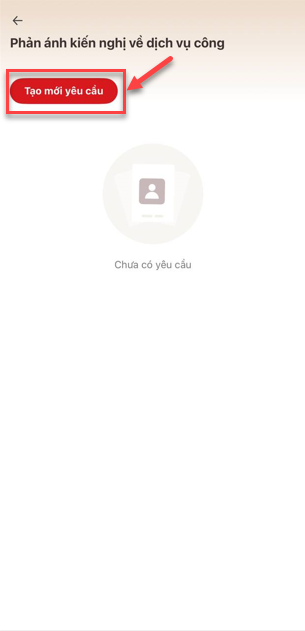 Phản ánh kiến nghị về dịch vụ công
Tạo mới yêu cầu
Chưa có yêu cầu